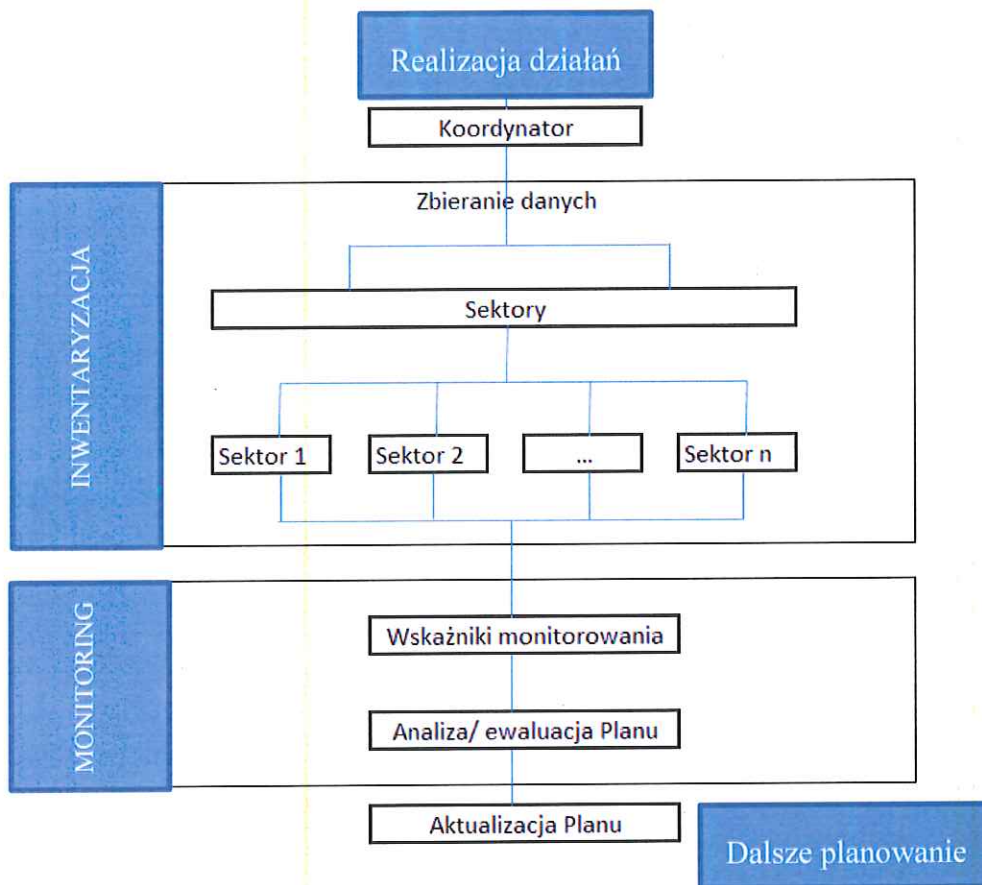 Realizacja działań
Koordynator
Zbieranie danych
INWENTARYZACJA
Sektory
Sektor 1
Sektor 2
...
Sektor n
MONITORING
Wskaźniki monitorowania
Analiza/ ewaluacja Planu
Aktualizacja Planu
Dalsze planowanie